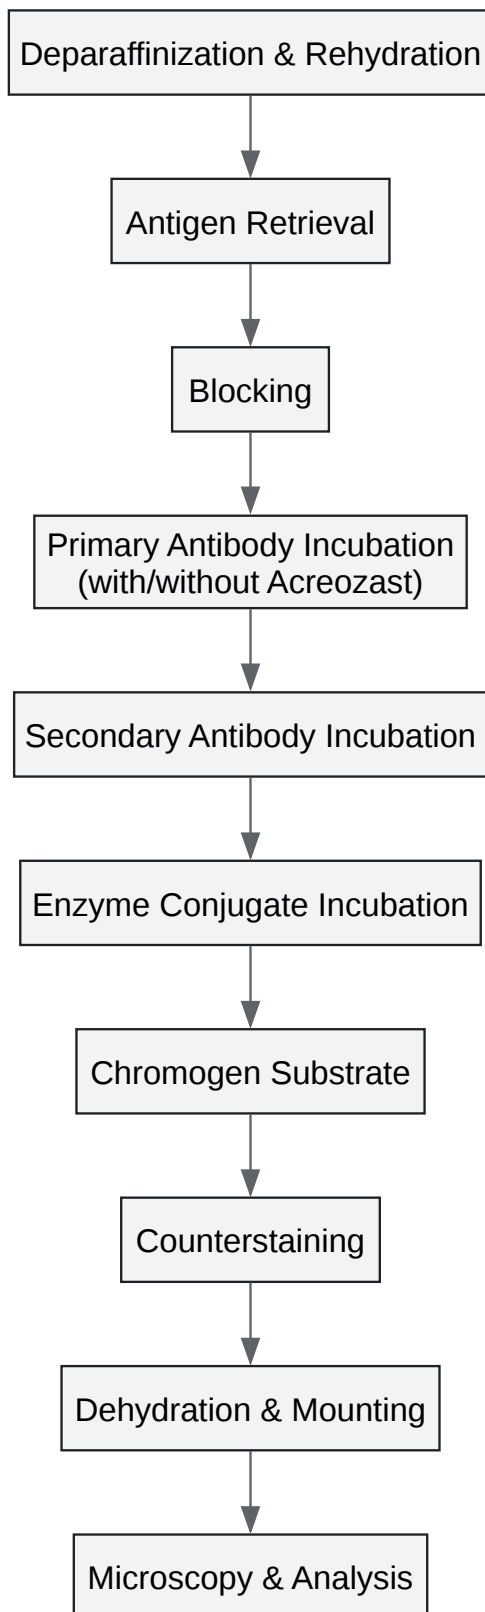 Deparaffinization & Rehydration
Antigen Retrieval
Blocking
Primary Antibody Incubation
(with/without Acreozast)
Secondary Antibody Incubation
Enzyme Conjugate Incubation
Chromogen Substrate
Counterstaining
Dehydration & Mounting
Microscopy & Analysis